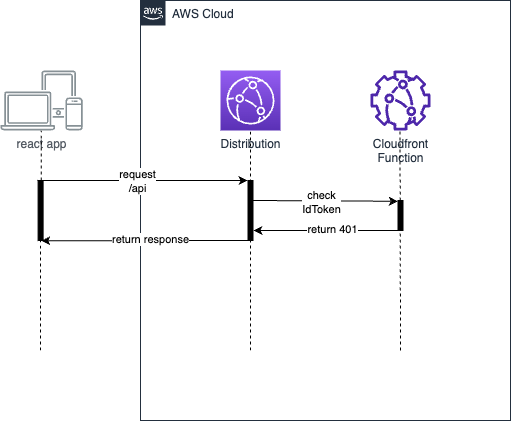 aws
AWS Cloud
react app
Distribution
Cloudfront
Function
request
/api
check
IdToken
return 401
return response